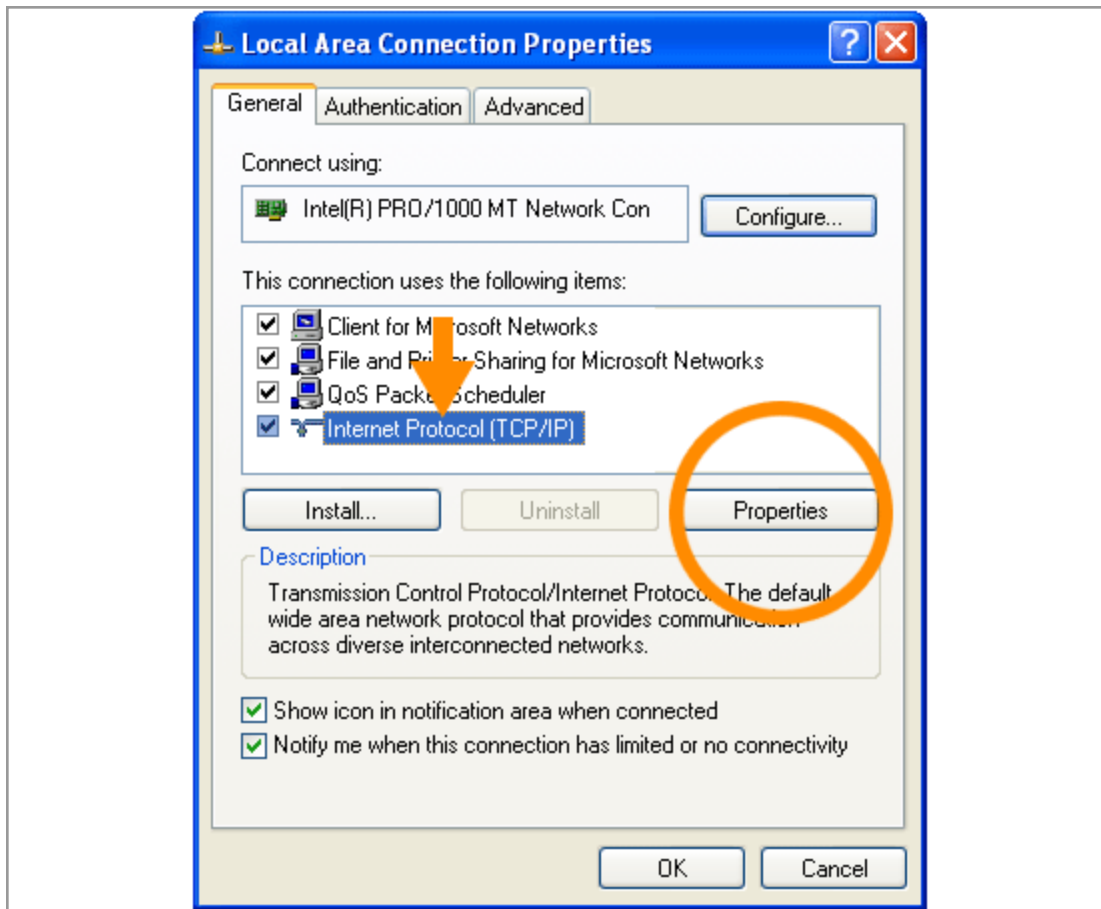 Local Area Connection Properties
General Authentication Advanced
Connect using:
Intel(R) PRO/1000 MT Network Con
Configure...
This connection uses the following items:
Client for Microsoft Networks
File and Printer Sharing for Microsoft Networks
QoS Packet Scheduler
Internet Protocol (TCP/IP)
Install... Uninstall Properties
Description
Transmission Control Protocol/Internet Protocol. The default
wide area network protocol that provides communication
across diverse interconnected networks.
Show icon in notification area when connected
Notify me when this connection has limited or no connectivity
OK Cancel